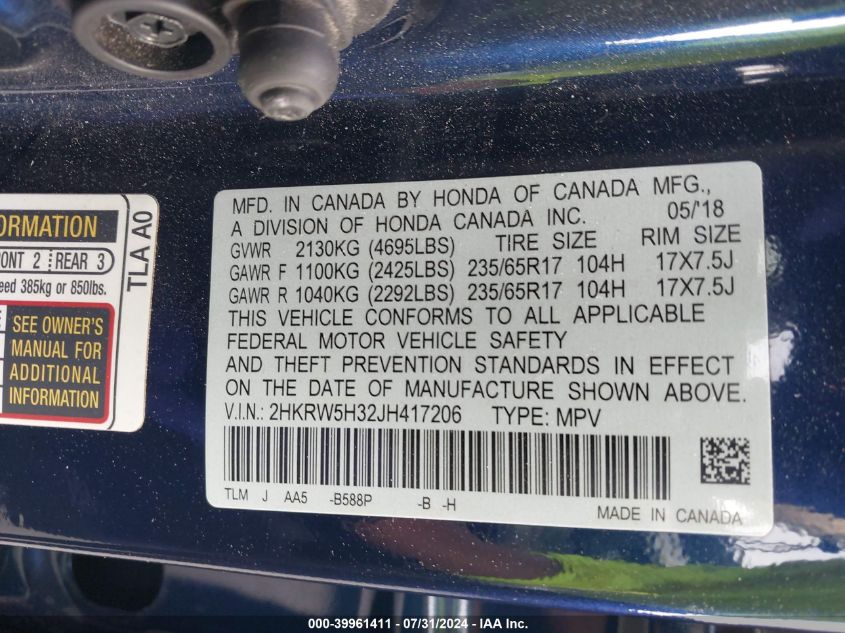 ORMATION
ONT 2 REAR 3
eed 385kg or 850lbs.
SEE OWNER'S
MANUAL FOR
ADDITIONAL
INFORMATION
TLA A0
MFD. IN CANADA BY HONDA OF CANADA MFG.,
A DIVISION OF HONDA CANADA INC. 05/'18
GVWR 2130KG (4695LBS) TIRE SIZE RIM SIZE
GAWR F 1100KG (2425LBS) 235/65R17 104H 17X7.5J
GAWR R 1040KG (2292LBS) 235/65R17 104H 17X7.5J
THIS VEHICLE CONFORMS TO ALL APPLICABLE
FEDERAL MOTOR VEHICLE SAFETY
AND THEFT PREVENTION STANDARDS IN EFFECT
ON THE DATE OF MANUFACTURE SHOWN ABOVE.
V.I.N.: 2HKRW5H32JH417206 TYPE: MPV
TLM J AA5 -B588P -B -H
MADE IN CANADA
000-39961411 - 07/31/2024 - IAA Inc.